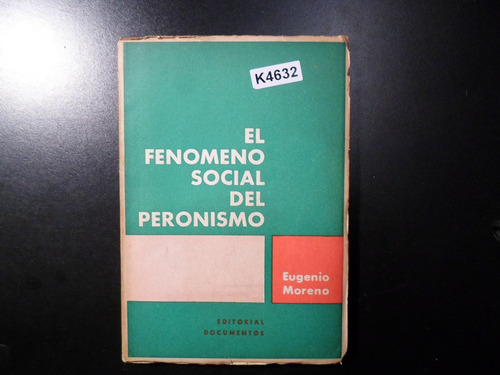 K4632
EL
FENOMENO
SOCIAL
DEL
PERONISMO
Eugenio
Moreno
EDITORIAL
DOCUMENTOS